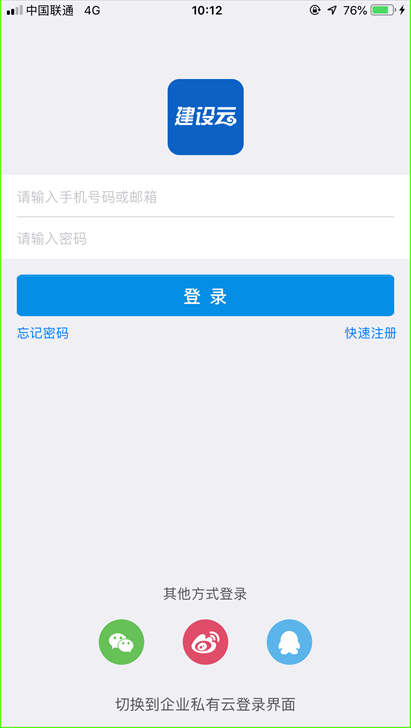 中国联通 4G 10:12 76%
建设云
请输入手机号码或邮箱
请输入密码
登 录
忘记密码 快速注册
其他方式登录
切换到企业私有云登录界面